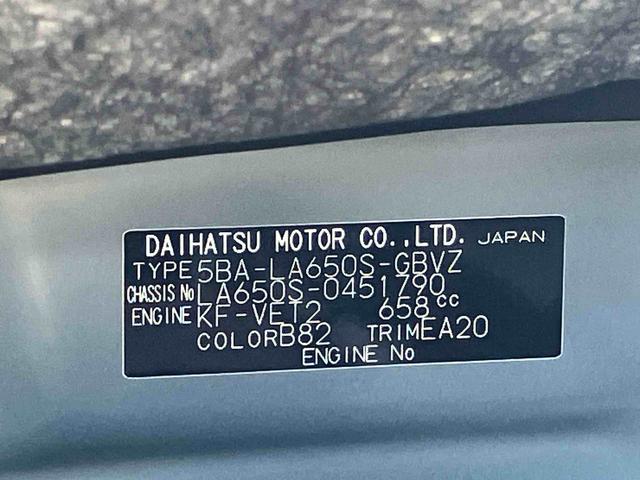 DAIHATSU MOTOR CO.,LTD. JAPAN
TYPE 5BA-LA650S-GBVZ
CHASSIS No LA650S-0451790
ENGINE KF-VET2 658cc
COLOR B82 TRIM EA20
ENGINE No